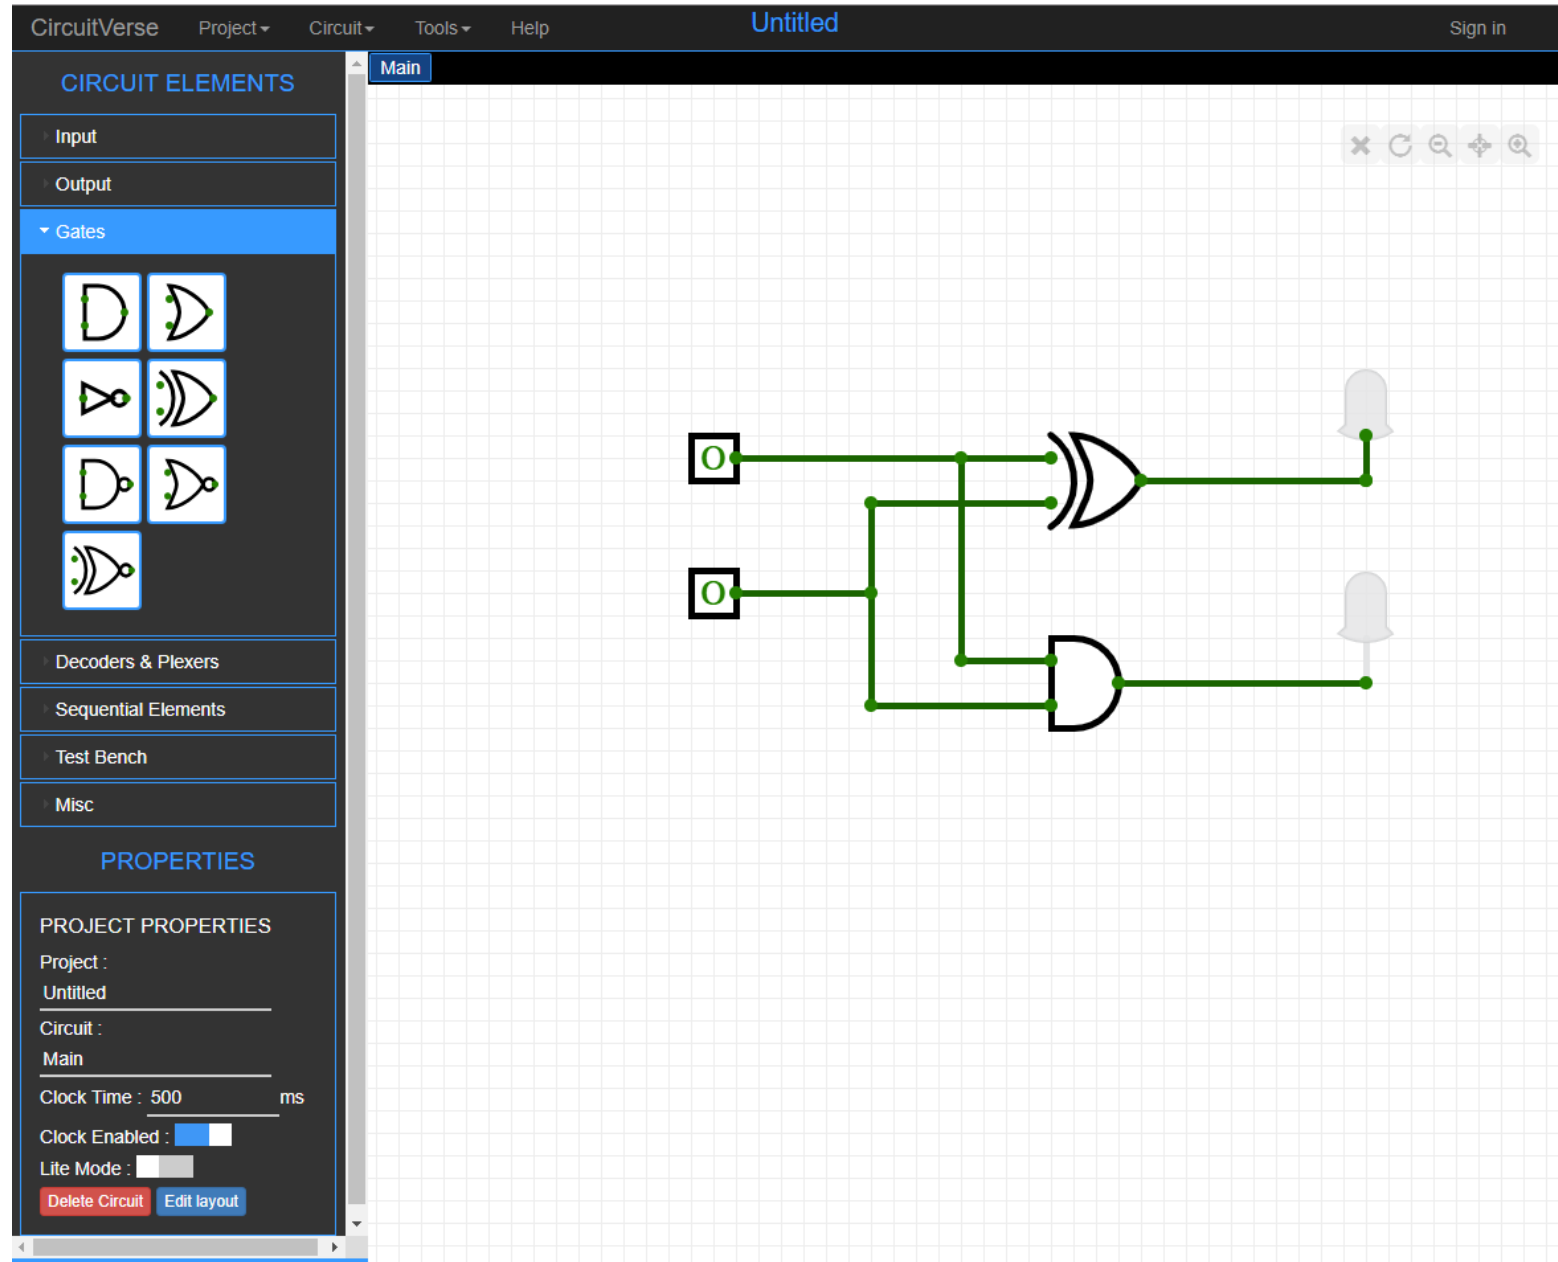 CircuitVerse Project Circuit Tools Help Untitled Sign in
Main
CIRCUIT ELEMENTS
Input
Output
Gates
Decoders & Plexers
Sequential Elements
Test Bench
Misc
PROPERTIES
PROJECT PROPERTIES
Project :
Untitled
Circuit :
Main
Clock Time : 500 ms
Clock Enabled :
Lite Mode :
Delete Circuit Edit layout
0
0